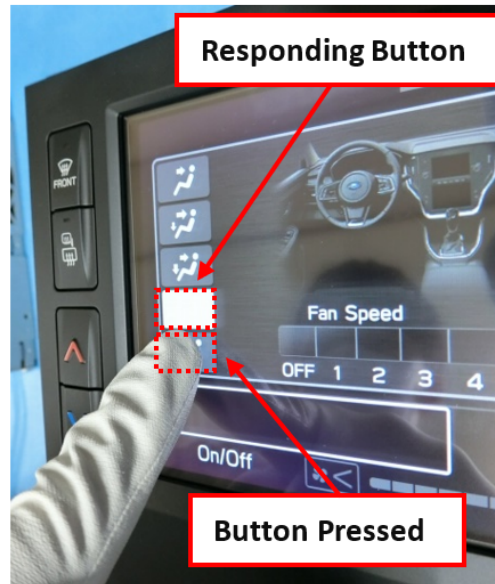 Responding Button
FRONT
Fan Speed
OFF 1 2 3 4
On/Off
Button Pressed